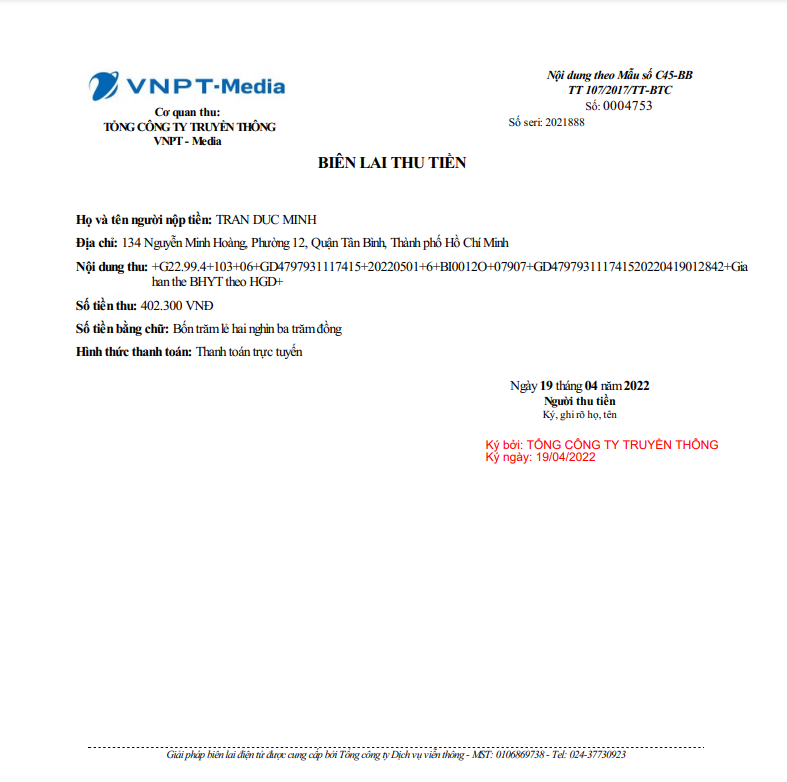 VNPT-Media
Nội dung theo Mẫu số C45-BB
TT 107/2017/TT-BTC
Số: 0004753
Số seri: 2021888
Cơ quan thu:
TỔNG CÔNG TY TRUYỀN THÔNG
VNPT - Media
BIÊN LAI THU TIỀN
Họ và tên người nộp tiền: TRAN DUC MINH
Địa chỉ: 134 Nguyễn Minh Hoàng, Phường 12, Quận Tân Bình, Thành phố Hồ Chí Minh
Nội dung thu: +G22.99.4+103+06+GD4797931117415+20220501+6+BI0012O+07907+GD479793111741520220419012842+Gia
han the BHYT theo HGD+
Số tiền thu: 402.300 VNĐ
Số tiền bằng chữ: Bốn trăm lẻ hai nghìn ba trăm đồng
Hình thức thanh toán: Thanh toán trực tuyến
Ngày 19 tháng 04 năm 2022
Người thu tiền
Ký, ghi rõ họ, tên
Ký bởi: TỔNG CÔNG TY TRUYỀN THÔNG
Ký ngày: 19/04/2022
Giải pháp biên lai điện tử được cung cấp bởi Tổng công ty Dịch vụ viễn thông - MST: 0106869738 - Tel: 024-37730923